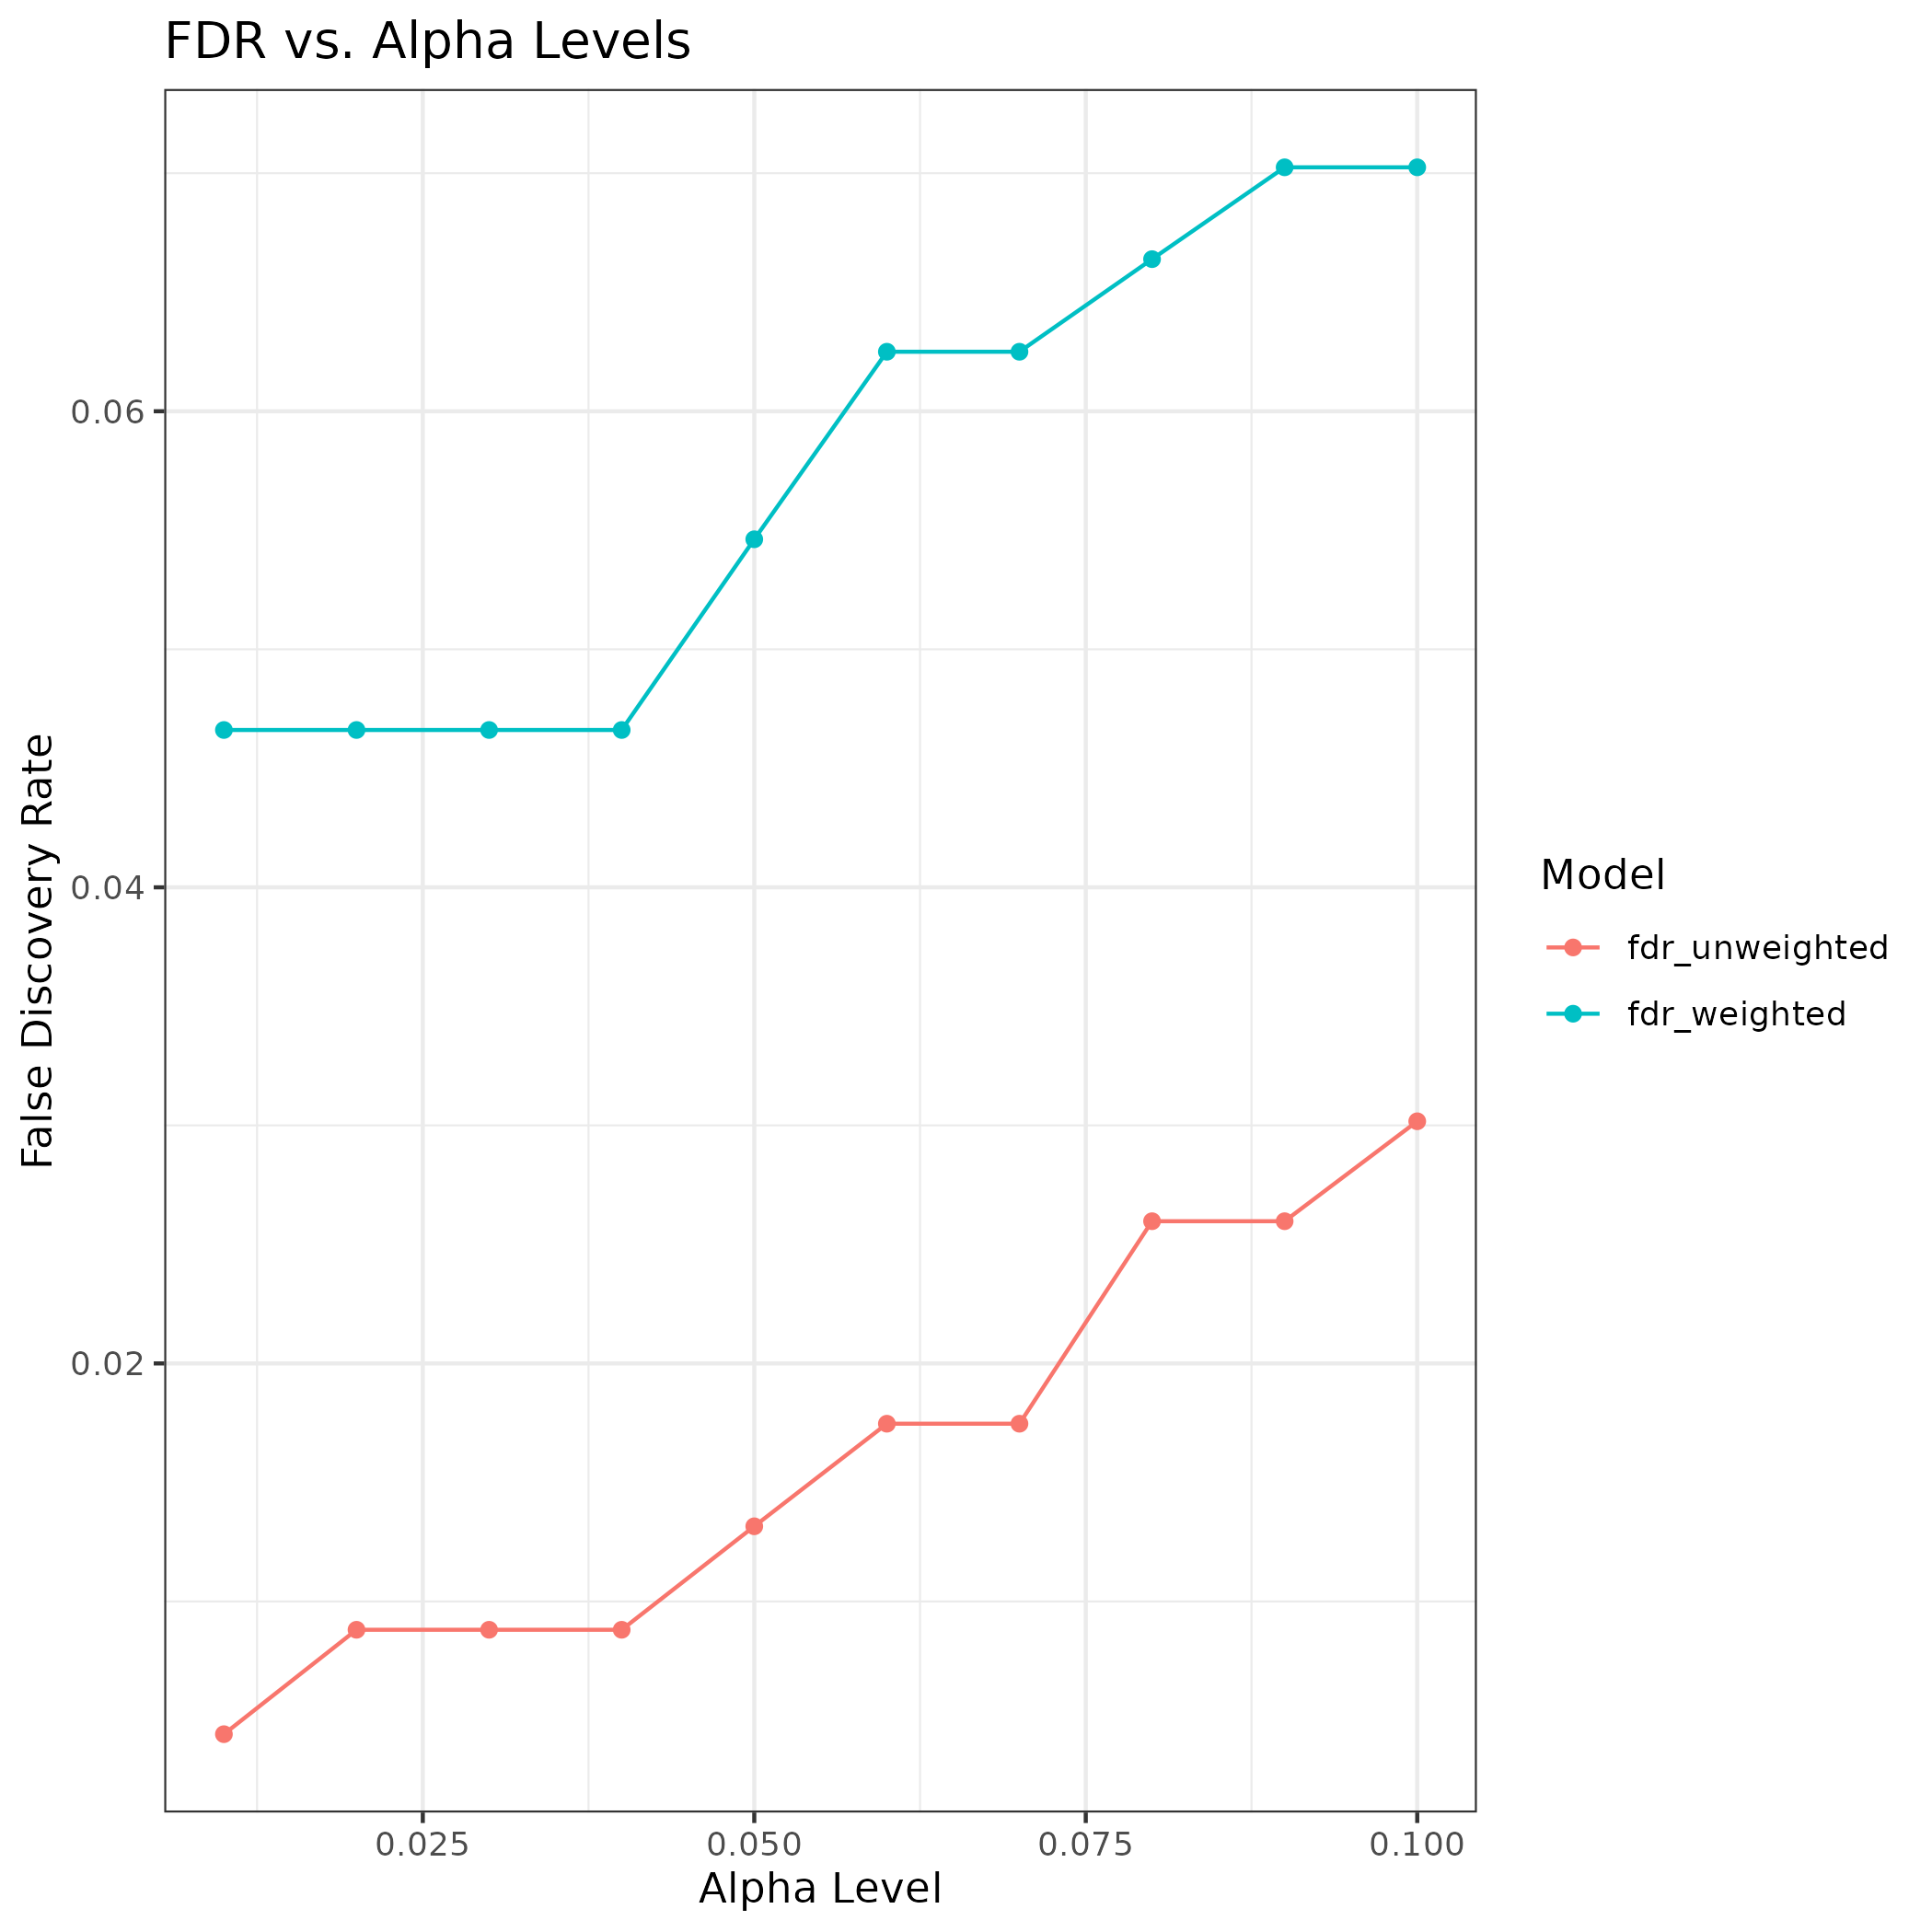 FDR vs. Alpha Levels
False Discovery Rate
0.06
0.04
0.02
0.025
0.050
0.075
0.100
Alpha Level
Model
fdr_unweighted
fdr_weighted